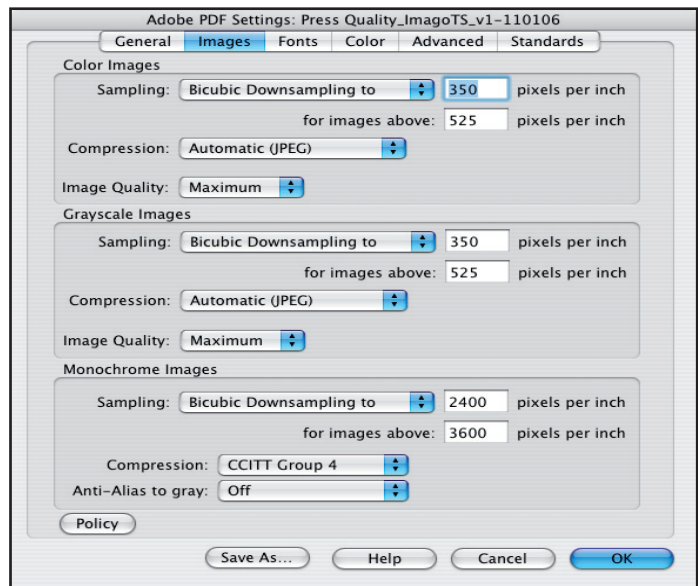 Adobe PDF Settings: Press Quality_ImagoTS_v1-110106
General Images Fonts Color Advanced Standards
Color Images
Sampling: Bicubic Downsampling to 350 pixels per inch
for images above: 525
Compression: Automatic (JPEG)
Image Quality: Maximum
Grayscale Images
Sampling: Bicubic Downsampling to 350 pixels per inch
for images above: 525 pixels per inch
Compression: Automatic (JPEG)
Image Quality: Maximum
Monochrome Images
Sampling: Bicubic Downsampling to 2400 pixels per inch
for images above: 3600 pixels per inch
Compression: CCITT Group 4
Anti-Alias to gray: Off
Policy
Save As... Help Cancel OK